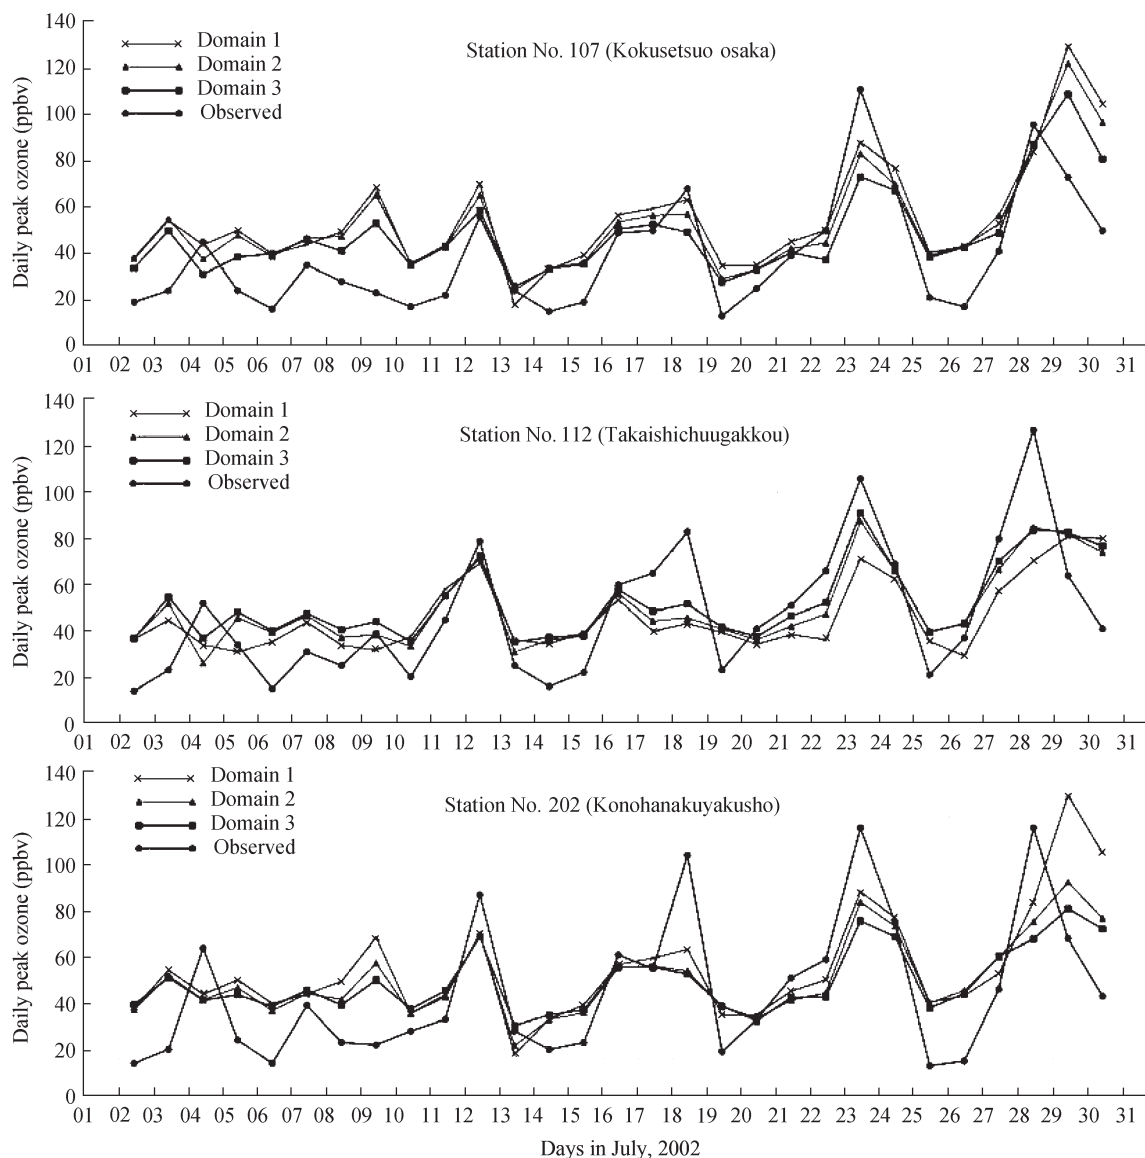 140
120
100
80
60
40
20
0
Daily peak ozone (ppbv)
Domain 1
Domain 2
Domain 3
Observed
Station No. 107 (Kokusetsuo osaka)
01 02 03 04 05 06 07 08 09 10 11 12 13 14 15 16 17 18 19 20 21 22 23 24 25 26 27 28 29 30 31
140
120
100
80
60
40
20
0
Daily peak ozone (ppbv)
Domain 1
Domain 2
Domain 3
Observed
Station No. 112 (Takaishichuugakkou)
01 02 03 04 05 06 07 08 09 10 11 12 13 14 15 16 17 18 19 20 21 22 23 24 25 26 27 28 29 30 31
140
120
100
80
60
40
20
0
Daily peak ozone (ppbv)
Domain 1
Domain 2
Domain 3
Observed
Station No. 202 (Konohanakuyakusho)
01 02 03 04 05 06 07 08 09 10 11 12 13 14 15 16 17 18 19 20 21 22 23 24 25 26 27 28 29 30 31
Days in July, 2002